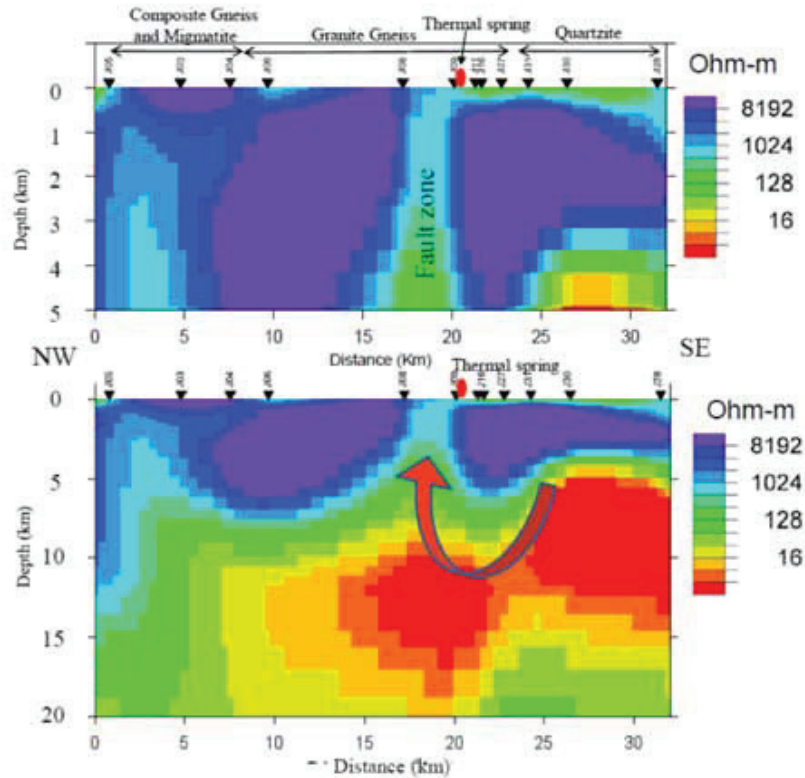 Composite Gneiss
and Migmatite
Granite Gneiss
Thermal spring
Quartzite
Ohm-m
8192
1024
128
16
Depth (km)
0
1
2
3
4
5
Fault zone
0 5 10 15 20 25 30
NW
Distance (Km)
Thermal spring
SE
Ohm-m
8192
1024
128
16
Depth (km)
0
5
10
15
20
0 5 10 15 20 25 30
Distance (km)